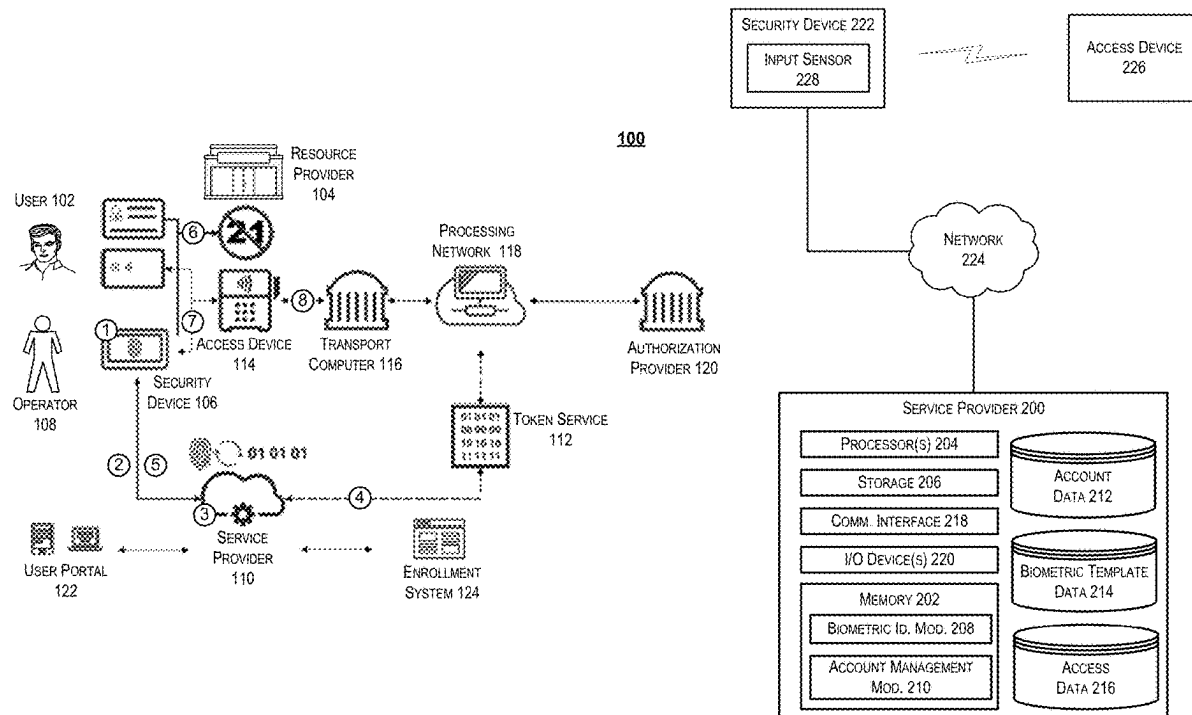 100
RESOURCE
PROVIDER
104
USER 102
6
21
PROCESSING
NETWORK 118
7
8
1
ACCESS DEVICE
114
TRANSPORT
COMPUTER 116
AUTHORIZATION
PROVIDER 120
SECURITY
DEVICE 106
OPERATOR
108
TOKEN SERVICE
112
01 01 01
2
5
4
3
SERVICE
PROVIDER
110
USER PORTAL
122
ENROLLMENT
SYSTEM 124
SECURITY DEVICE 222
INPUT SENSOR
228
ACCESS DEVICE
226
NETWORK
224
SERVICE PROVIDER 200
PROCESSOR(S) 204
STORAGE 206
COMM. INTERFACE 218
I/O DEVICE(S) 220
MEMORY 202
BIOMETRIC ID. MOD. 208
ACCOUNT MANAGEMENT
MOD. 210
ACCOUNT
DATA 212
BIOMETRIC TEMPLATE
DATA 214
ACCESS
DATA 216